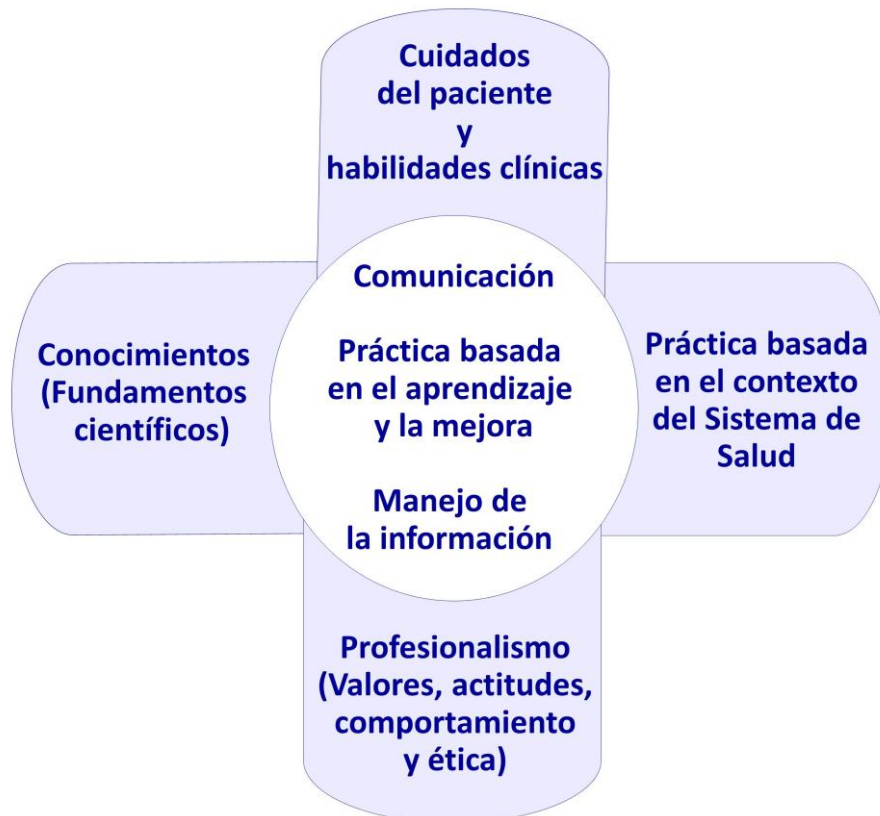 Cuidados
del paciente
y
habilidades clínicas
Conocimientos
(Fundamentos
científicos)
Comunicación
Práctica basada
en el aprendizaje
y la mejora
Manejo de
la información
Práctica basada
en el contexto
del Sistema de
Salud
Profesionalismo
(Valores, actitudes,
comportamiento
y ética)